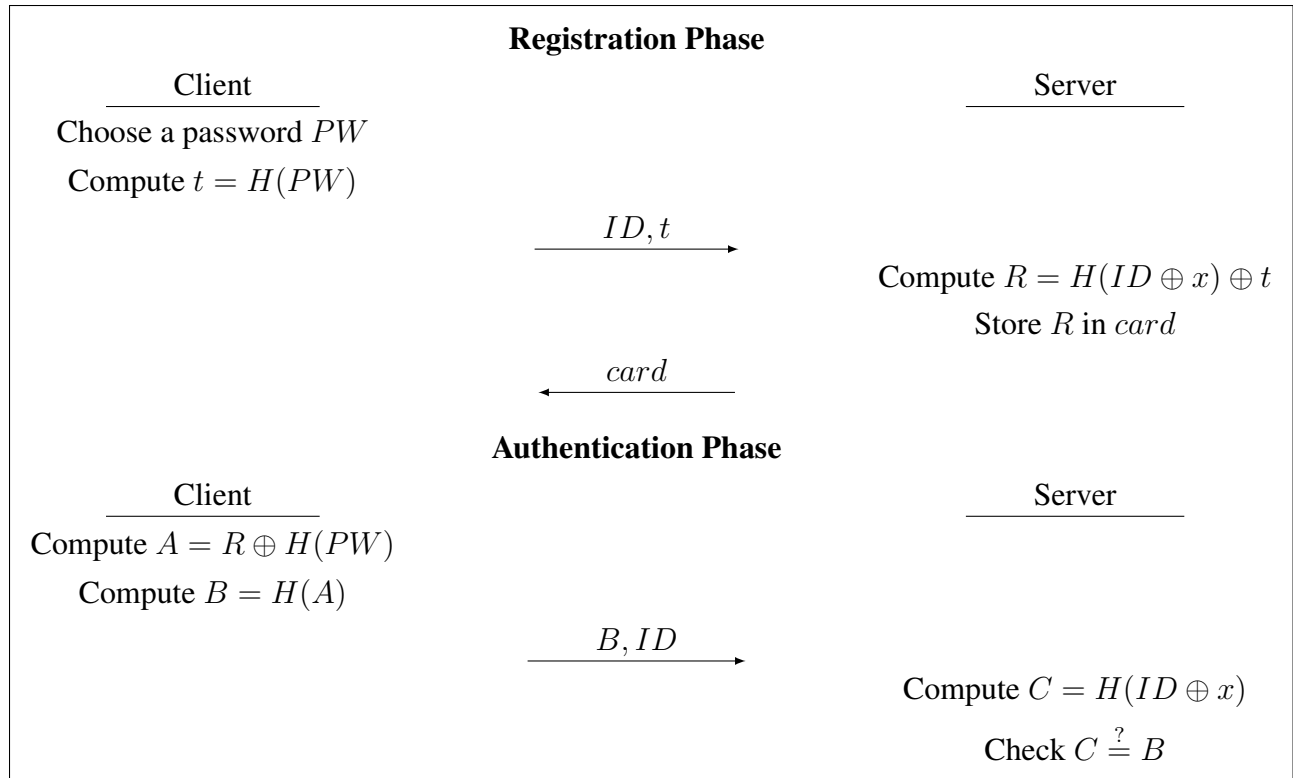 Registration Phase
Client Server
Choose a password PW
Compute t = H(PW)
ID, t
Compute R = H(ID ⊕ x) ⊕ t
Store R in card
card
Authentication Phase
Client Server
Compute A = R ⊕ H(PW)
Compute B = H(A)
B, ID
Compute C = H(ID ⊕ x)
Check C ≟ B